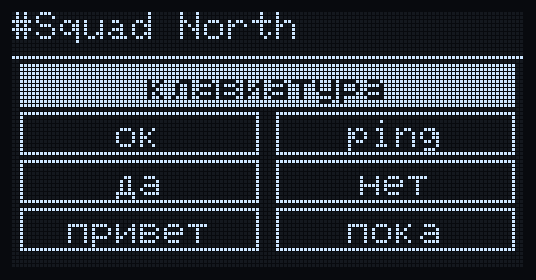 #Squad North
клавиатура
ок ping
да нет
привет пока